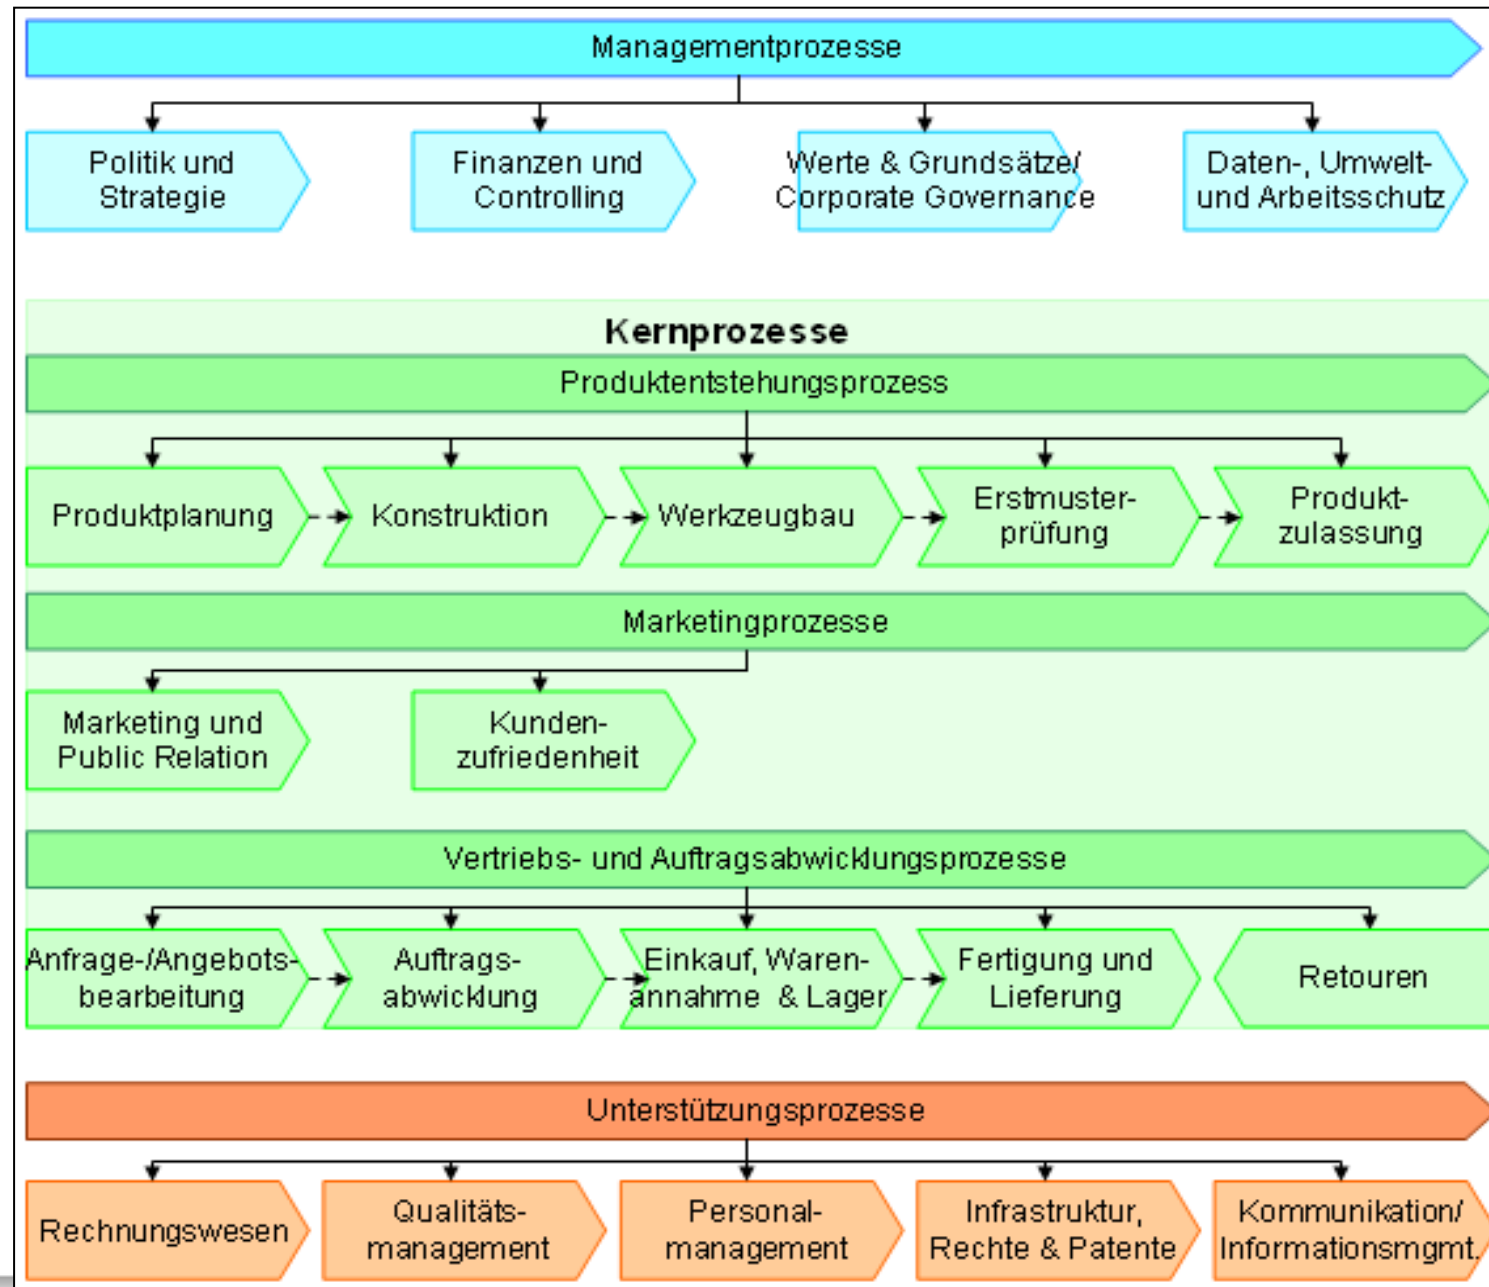 Managementprozesse
Politik und
Strategie
Finanzen und
Controlling
Werte & Grundsätze/
Corporate Governance
Daten-, Umwelt-
und Arbeitsschutz
Kernprozesse
Produktentstehungsprozess
Produktplanung
Konstruktion
Werkzeugbau
Erstmuster-
prüfung
Produkt-
zulassung
Marketingprozesse
Marketing und
Public Relation
Kunden-
zufriedenheit
Vertriebs- und Auftragsabwicklungsprozesse
Anfrage-/Angebots-
bearbeitung
Auftrags-
abwicklung
Einkauf, Waren-
annahme & Lager
Fertigung und
Lieferung
Retouren
Unterstützungsprozesse
Rechnungswesen
Qualitäts-
management
Personal-
management
Infrastruktur,
Rechte & Patente
Kommunikation/
Informationsmgmt.